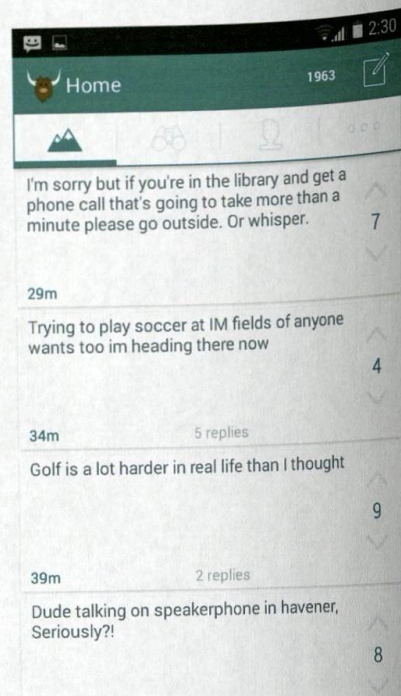 2:30
Home
1963
I'm sorry but if you're in the library and get a
phone call that's going to take more than a
minute please go outside. Or whisper.
7
29m
Trying to play soccer at IM fields of anyone
wants too im heading there now
4
34m
5 replies
Golf is a lot harder in real life than I thought
9
39m
2 replies
Dude talking on speakerphone in havener,
Seriously?!
8